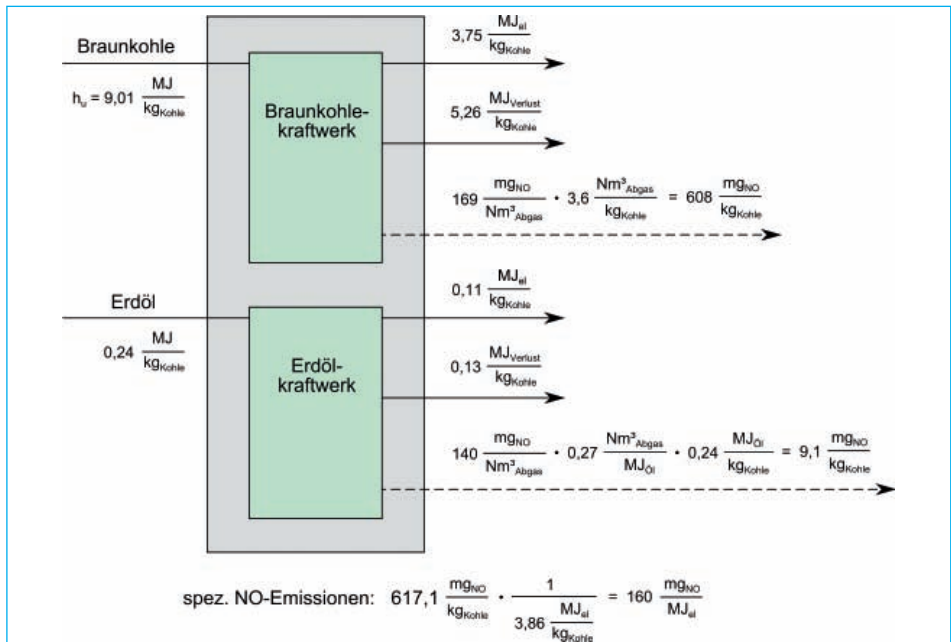 Braunkohle
h_u = 9,01 MJ/kg_Kohle
Braunkohle-
kraftwerk
3,75 MJ_el/kg_Kohle
5,26 MJ_Verlust/kg_Kohle
169 mg_NO/Nm³_Abgas · 3,6 Nm³_Abgas/kg_Kohle = 608 mg_NO/kg_Kohle
Erdöl
0,24 MJ/kg_Kohle
Erdöl-
kraftwerk
0,11 MJ_el/kg_Kohle
0,13 MJ_Verlust/kg_Kohle
140 mg_NO/Nm³_Abgas · 0,27 Nm³_Abgas/MJ_Öl · 0,24 MJ_Öl/kg_Kohle = 9,1 mg_NO/kg_Kohle
spez. NO-Emissionen: 617,1 mg_NO/kg_Kohle · 1/3,86 MJ_el/kg_Kohle = 160 mg_NO/MJ_el